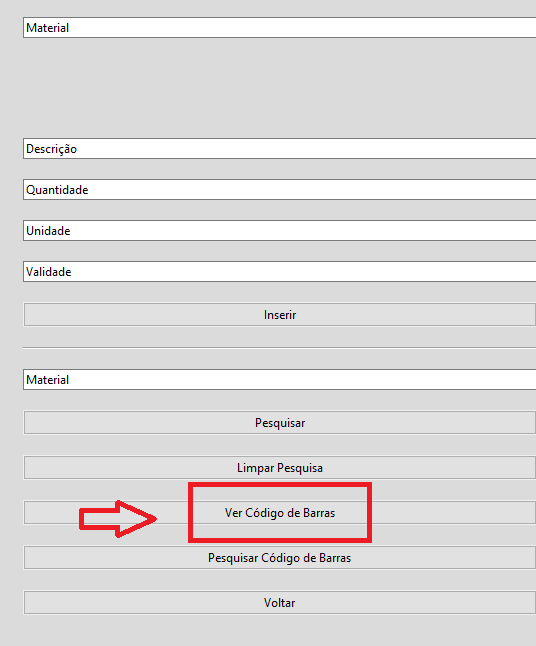 Material
Descrição
Quantidade
Unidade
Validade
Inserir
Material
Pesquisar
Limpar Pesquisa
Ver Código de Barras
Pesquisar Código de Barras
Voltar